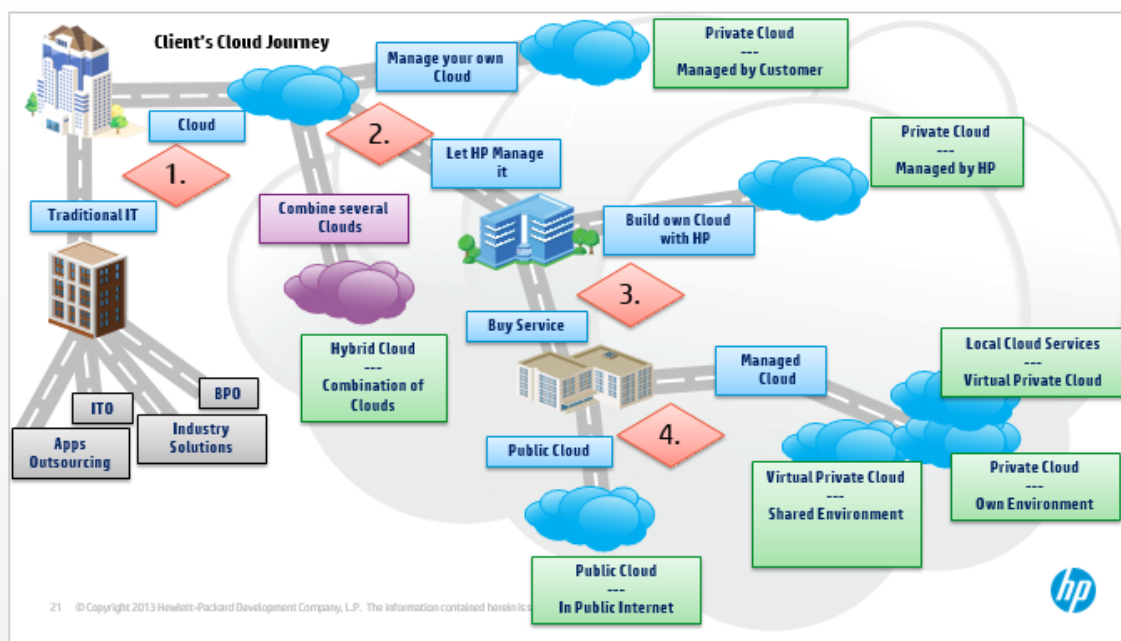 Client's Cloud Journey
Manage your own
Cloud
Private Cloud
---
Managed by Customer
Cloud
1.
2.
Let HP Manage
it
Private Cloud
---
Managed by HP
Traditional IT
Combine several
Clouds
Build own Cloud
with HP
3.
Buy Service
Hybrid Cloud
---
Combination of
Clouds
Managed
Cloud
Local Cloud Services
---
Virtual Private Cloud
BPO
ITO
Industry
Solutions
Apps
Outsourcing
4.
Public Cloud
Virtual Private Cloud
---
Shared Environment
Private Cloud
---
Own Environment
Public Cloud
---
In Public Internet
21 © Copyright 2013 Hewlett-Packard Development Company, L.P. The information contained herein is
hp